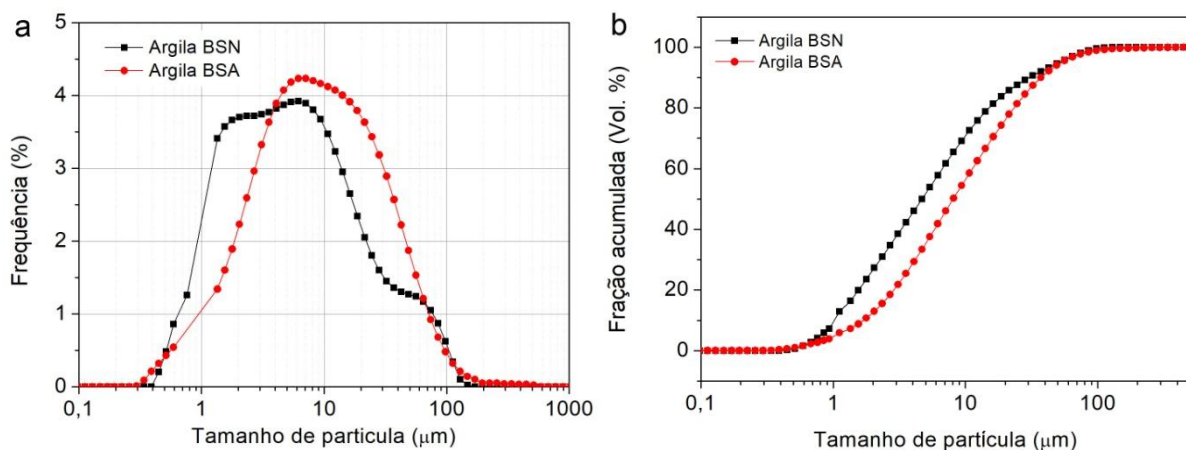 a
Argila BSN
Argila BSA
Frequência (%)
5
4
3
2
1
0
0,1
1
10
100
1000
Tamanho de particula (μm)
b
Argila BSN
Argila BSA
Fração acumulada (Vol. %)
100
80
60
40
20
0
0,1
1
10
100
Tamanho de partícula (μm)